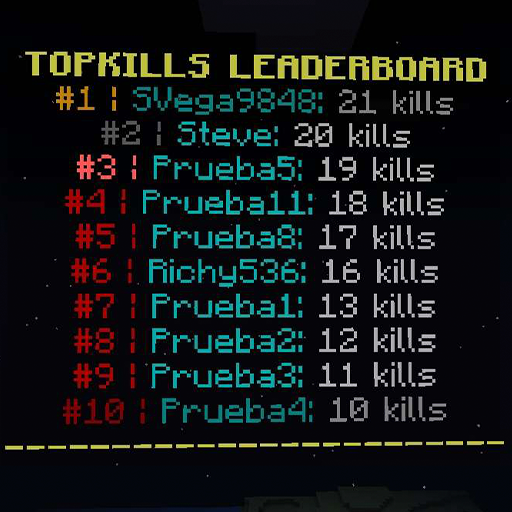 TOPKILLS LEADERBOARD
#1 | SVega9848: 21 kills
#2 | Steve: 20 kills
#3 | Prueba5: 19 kills
#4 | Prueba11: 18 kills
#5 | Prueba8: 17 kills
#6 | Richy536: 16 kills
#7 | Prueba1: 13 kills
#8 | Prueba2: 12 kills
#9 | Prueba3: 11 kills
#10 | Prueba4: 10 kills